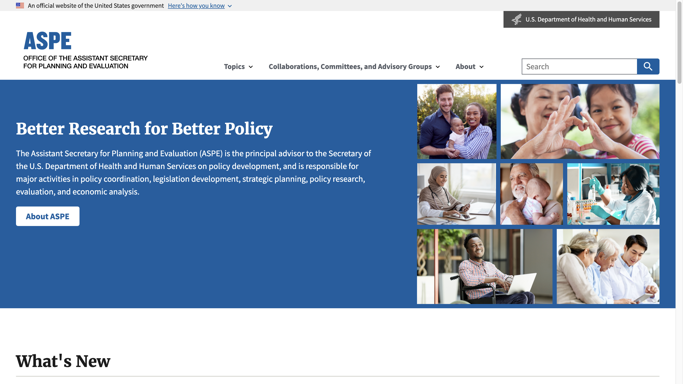 An official website of the United States government Here's how you know
U.S. Department of Health and Human Services
ASPE
OFFICE OF THE ASSISTANT SECRETARY
FOR PLANNING AND EVALUATION
Topics Collaborations, Committees, and Advisory Groups About Search
Better Research for Better Policy
The Assistant Secretary for Planning and Evaluation (ASPE) is the principal advisor to the Secretary of
the U.S. Department of Health and Human Services on policy development, and is responsible for
major activities in policy coordination, legislation development, strategic planning, policy research,
evaluation, and economic analysis.
About ASPE
What's New